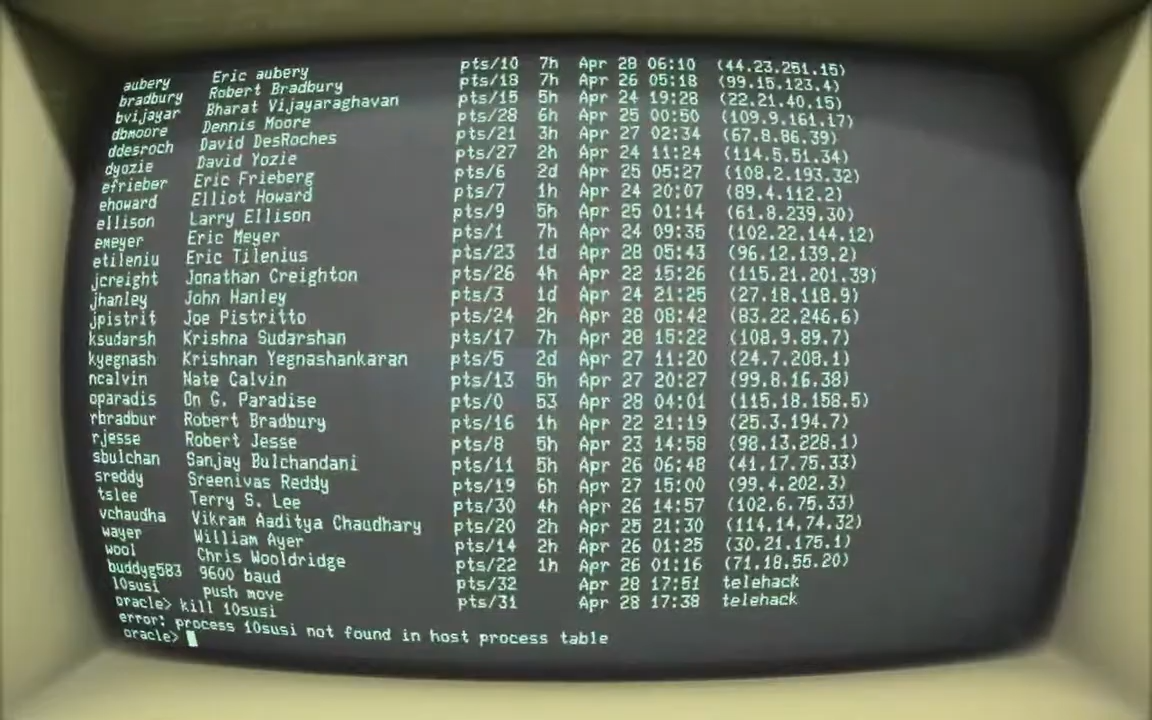 aubery Eric aubery pts/10 7h Apr 28 06:10 (44.23.251.15)
bradbury Robert Bradbury pts/18 7h Apr 26 05:18 (99.15.123.4)
bvijayar Bharat Vijayaraghavan pts/15 5h Apr 24 19:28 (22.21.40.15)
dbmoore Dennis Moore pts/28 6h Apr 25 00:50 (109.9.161.17)
ddesroch David DesRoches pts/21 3h Apr 27 02:34 (67.8.86.39)
dyozie David Yozie pts/27 2h Apr 24 11:24 (114.5.51.34)
efrieber Eric Frieberg pts/6 2d Apr 25 05:27 (108.2.193.32)
ehoward Elliot Howard pts/7 1h Apr 24 20:07 (89.4.112.2)
ellison Larry Ellison pts/9 5h Apr 25 01:14 (61.8.239.30)
emeyer Eric Meyer pts/1 7h Apr 24 09:35 (102.22.144.12)
etileniu Eric Tilenius pts/23 1d Apr 28 05:43 (96.12.139.2)
jcreight Jonathan Creighton pts/26 4h Apr 22 15:26 (115.21.201.39)
jhanley John Hanley pts/3 1d Apr 24 21:25 (27.18.118.9)
jpistrit Joe Pistritto pts/24 2h Apr 28 08:42 (83.22.246.6)
ksudarsh Krishna Sudarshan pts/17 7h Apr 28 15:22 (108.9.89.7)
kyegnash Krishnan Yegnashankaran pts/5 2d Apr 27 11:20 (24.7.208.1)
ncalvin Nate Calvin pts/13 5h Apr 27 20:27 (99.8.16.38)
oparadis On G. Paradise pts/0 53 Apr 28 04:01 (115.18.158.5)
rbradbur Robert Bradbury pts/16 1h Apr 22 21:19 (25.3.194.7)
rjesse Robert Jesse pts/8 5h Apr 23 14:58 (98.13.228.1)
sbulchan Sanjay Bulchandani pts/11 5h Apr 26 06:48 (41.17.75.33)
sreddy Sreenivas Reddy pts/19 6h Apr 27 15:00 (99.4.202.3)
tslee Terry S. Lee pts/30 4h Apr 26 14:57 (102.6.75.33)
vchaudha Vikram Aaditya Chaudhary pts/20 2h Apr 25 21:30 (114.14.74.32)
wayer William Ayer pts/14 2h Apr 26 01:25 (30.21.175.1)
wool Chris Wooldridge pts/22 1h Apr 26 01:16 (71.18.55.20)
buddyg583 9600 baud pts/32 Apr 28 17:51 telehack
10susi push move pts/31 Apr 28 17:38 telehack
oracle> kill 10susi
error: process 10susi not found in host process table
oracle>